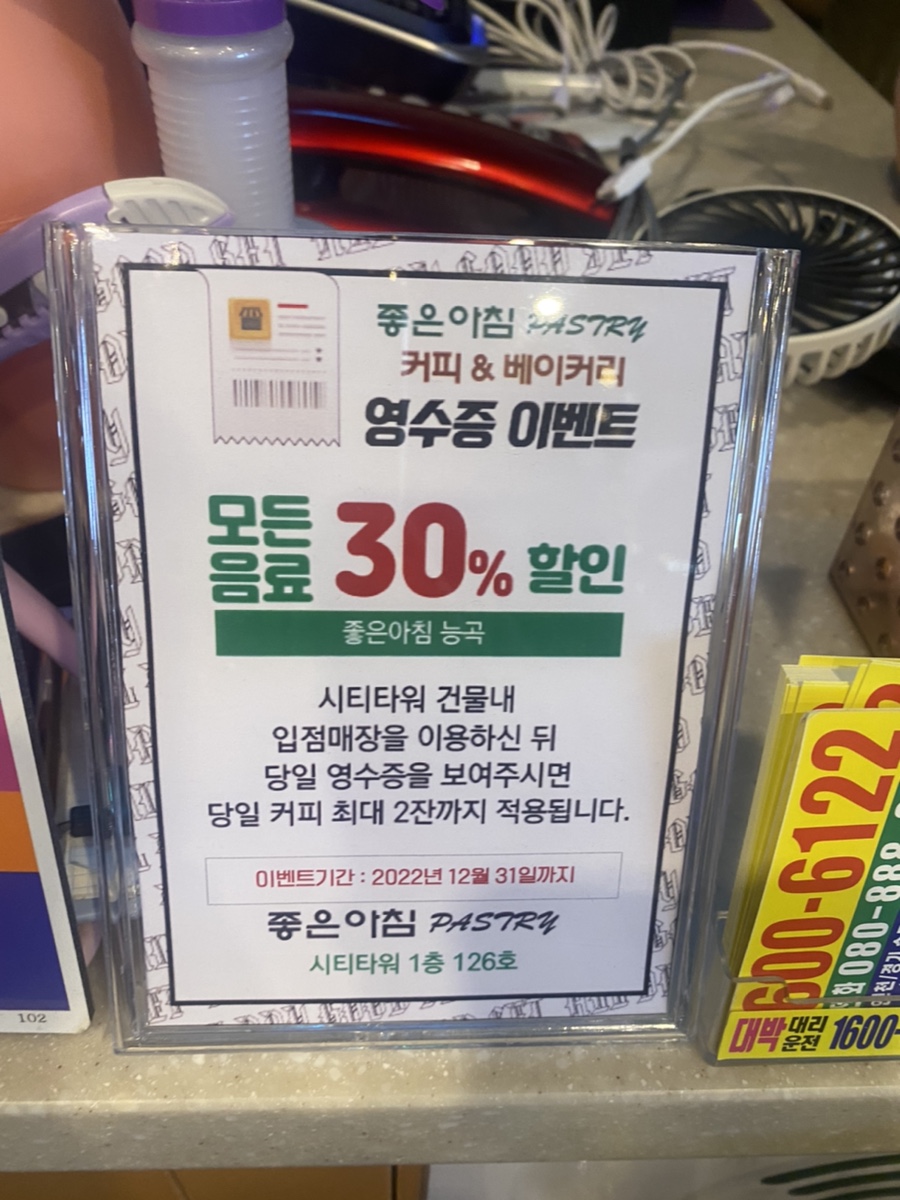 좋은아침 PASTRY
커피 & 베이커리
영수증 이벤트
모든
음료
30% 할인
좋은아침 능곡
시티타워 건물내
입점매장을 이용하신 뒤
당일 영수증을 보여주시면
당일 커피 최대 2잔까지 적용됩니다.
이벤트기간 : 2022년 12월 31일까지
좋은아침 PASTRY
시티타워 1층 126호
102
600-6122
080-888
대박 대리
운전 1600-